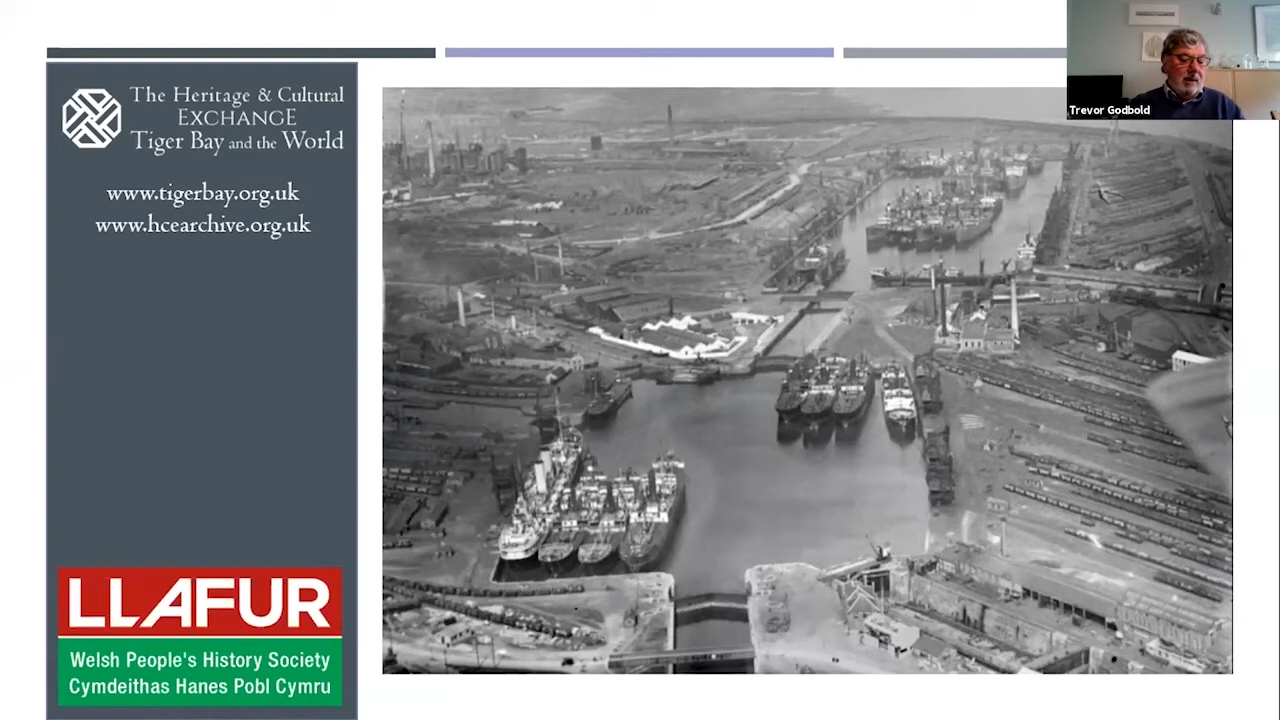 The Heritage & Cultural
EXCHANGE
Tiger Bay and the World
www.tigerbay.org.uk
www.hcearchive.org.uk
LLAFUR
Welsh People's History Society
Cymdeithas Hanes Pobl Cymru
Trevor Godbold